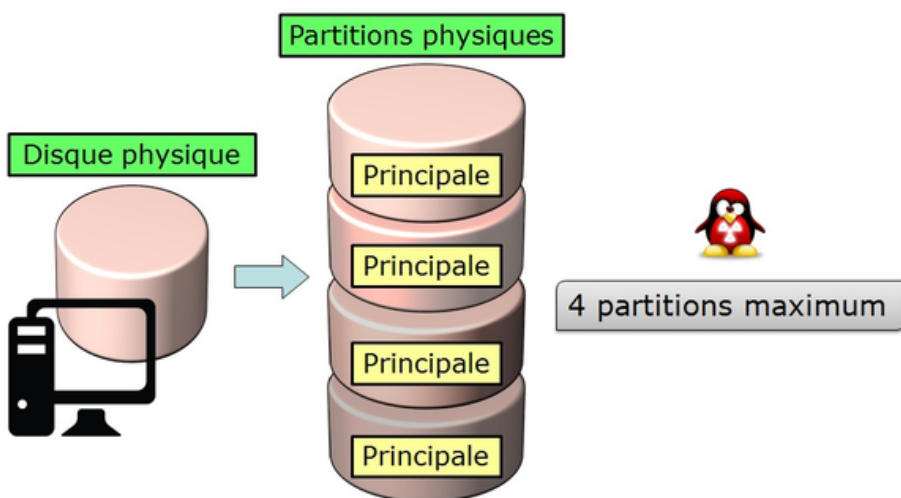 Partitions physiques
Disque physique
Principale
Principale
4 partitions maximum
Principale
Principale